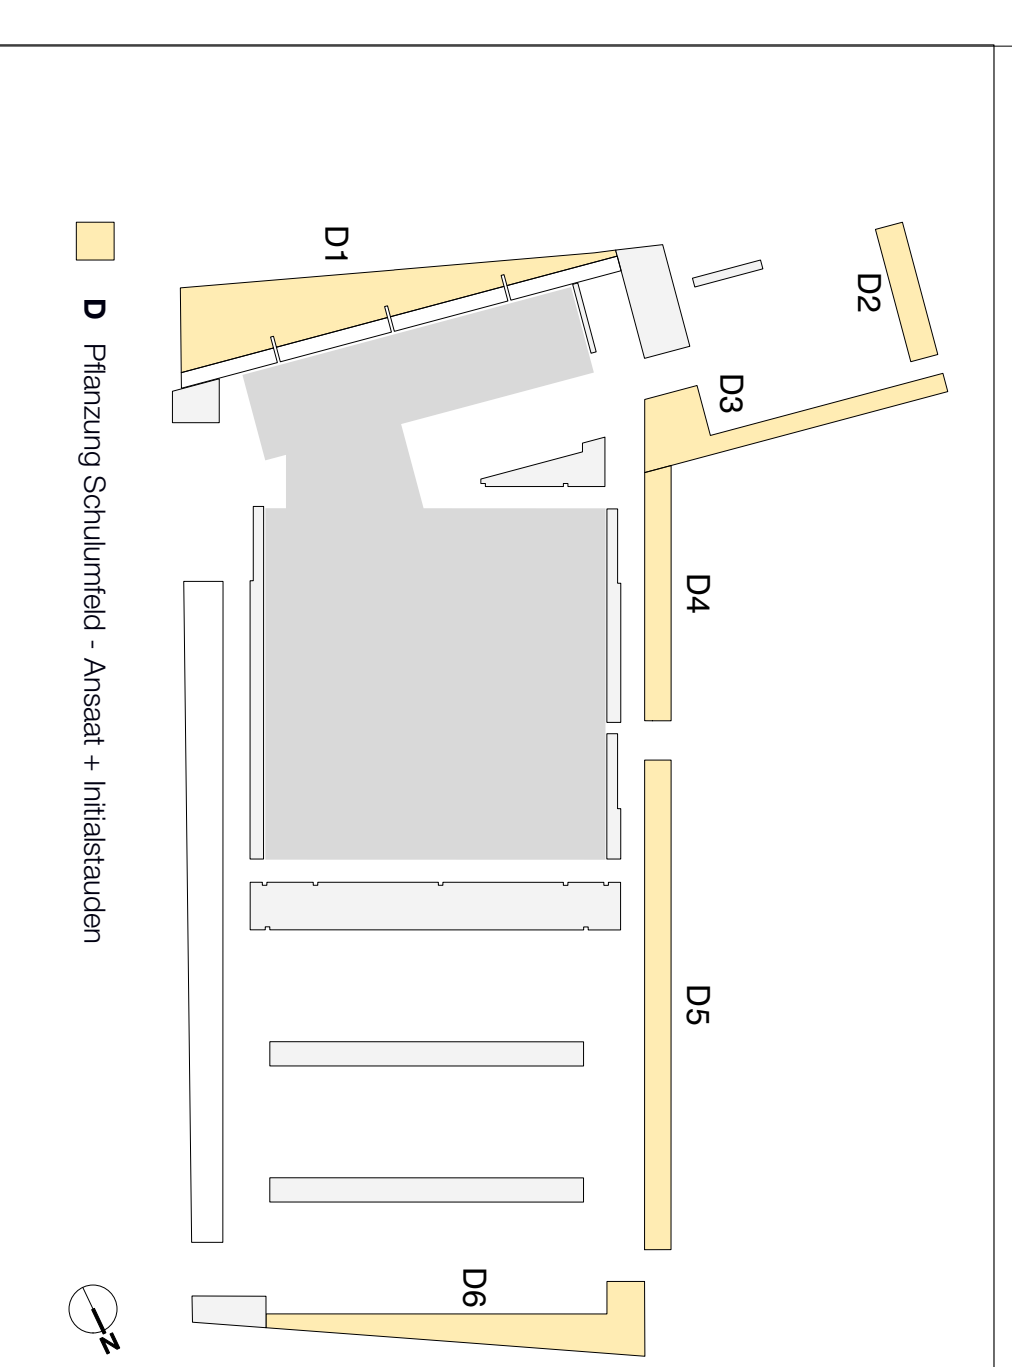 D1
D2
D3
D4
D5
D6
D Pflanzung Schulumfeld - Ansaat + Initialstauden
N